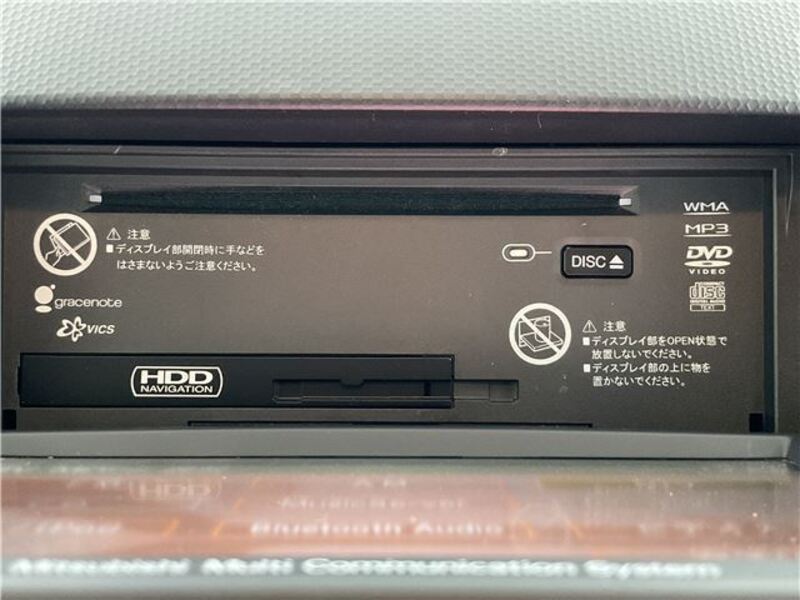 WMA
MP3
DVD
VIDEO
COMPACT
disc
DIGITAL AUDIO
TEXT
⚠ 注意
■ディスプレイ部開閉時に手などを
はさまないようご注意ください。
DISC⏏
gracenote
VICS
⚠ 注意
■ディスプレイ部をOPEN状態で
放置しないでください。
■ディスプレイ部の上に物を
置かないでください。
HDD
NAVIGATION
HDD
Music Server
iPod
Bluetooth Audio
Mitsubishi Multi Communication System